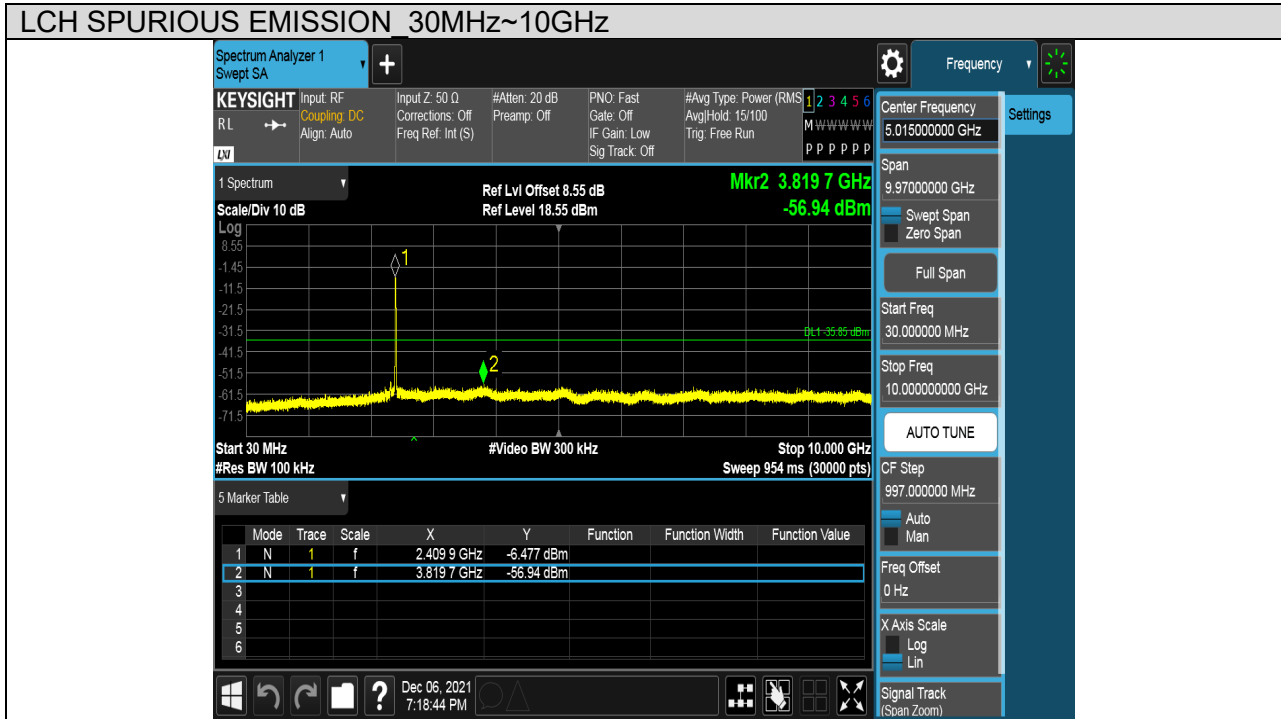 LCH SPURIOUS EMISSION_30MHz~10GHz
Spectrum Analyzer 1
Swept SA
Frequency
KEYSIGHT
RL
LXI
Input: RF
Coupling: DC
Align: Auto
Input Z: 50 Ω
Corrections: Off
Freq Ref: Int (S)
#Atten: 20 dB
Preamp: Off
PNO: Fast
Gate: Off
IF Gain: Low
Sig Track: Off
#Avg Type: Power (RMS
Avg|Hold: 15/100
Trig: Free Run
1 2 3 4 5 6
M W W W W W
P P P P P P
1 Spectrum
Scale/Div 10 dB
Ref Lvl Offset 8.55 dB
Ref Level 18.55 dBm
Mkr2 3.819 7 GHz
-56.94 dBm
Log
8.55
-1.45
-11.5
-21.5
-31.5
-41.5
-51.5
-61.5
-71.5
1
2
DL1 -35.85 dBm
Start 30 MHz
#Video BW 300 kHz
Stop 10.000 GHz
#Res BW 100 kHz
Sweep 954 ms (30000 pts)
5 Marker Table
Mode Trace Scale X Y Function Function Width Function Value
1 N 1 f 2.409 9 GHz -6.477 dBm
2 N 1 f 3.819 7 GHz -56.94 dBm
3
4
5
6
Dec 06, 2021
7:18:44 PM
Center Frequency
5.015000000 GHz
Settings
Span
9.97000000 GHz
Swept Span
Zero Span
Full Span
Start Freq
30.000000 MHz
Stop Freq
10.000000000 GHz
AUTO TUNE
CF Step
997.000000 MHz
Auto
Man
Freq Offset
0 Hz
X Axis Scale
Log
Lin
Signal Track
(Span Zoom)